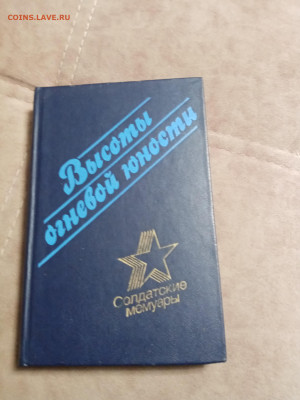 COINS.LAVE.RU
Высоты
огневой юности
Солдатские
мемуары